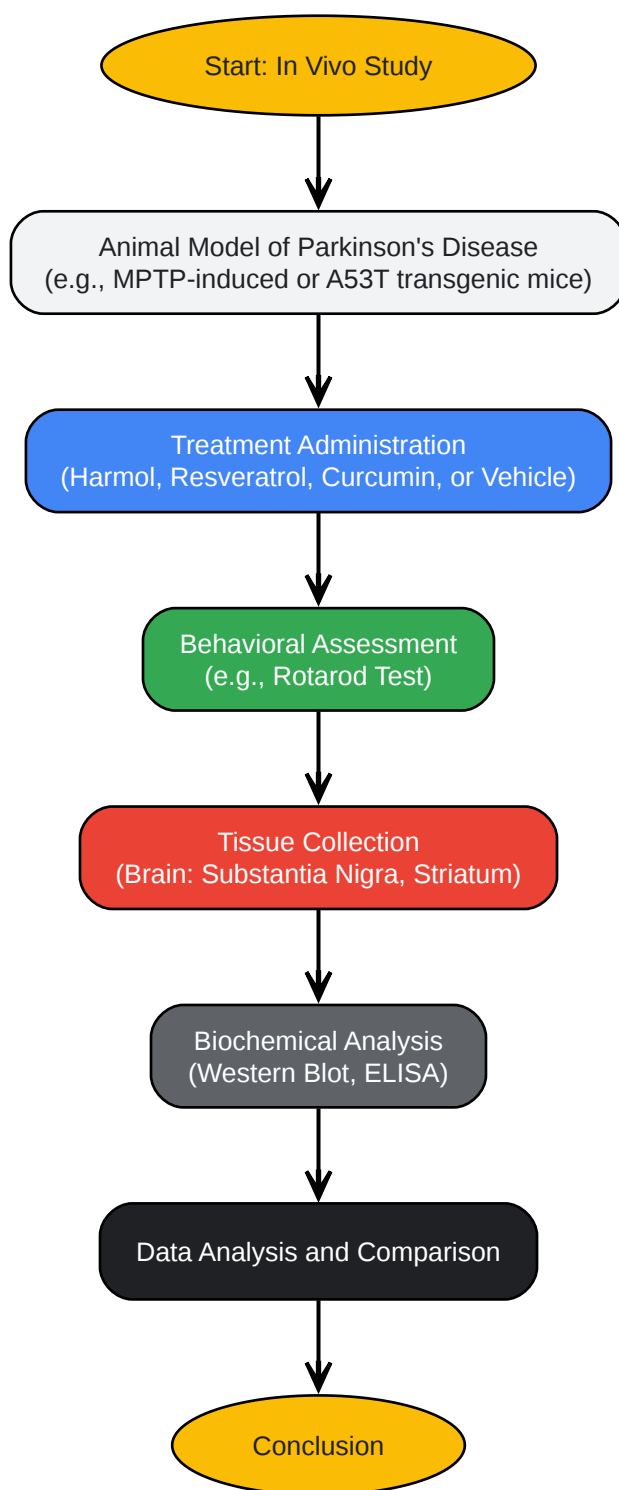 Start: In Vivo Study
Animal Model of Parkinson's Disease
(e.g., MPTP-induced or A53T transgenic mice)
Treatment Administration
(Harmol, Resveratrol, Curcumin, or Vehicle)
Behavioral Assessment
(e.g., Rotarod Test)
Tissue Collection
(Brain: Substantia Nigra, Striatum)
Biochemical Analysis
(Western Blot, ELISA)
Data Analysis and Comparison
Conclusion